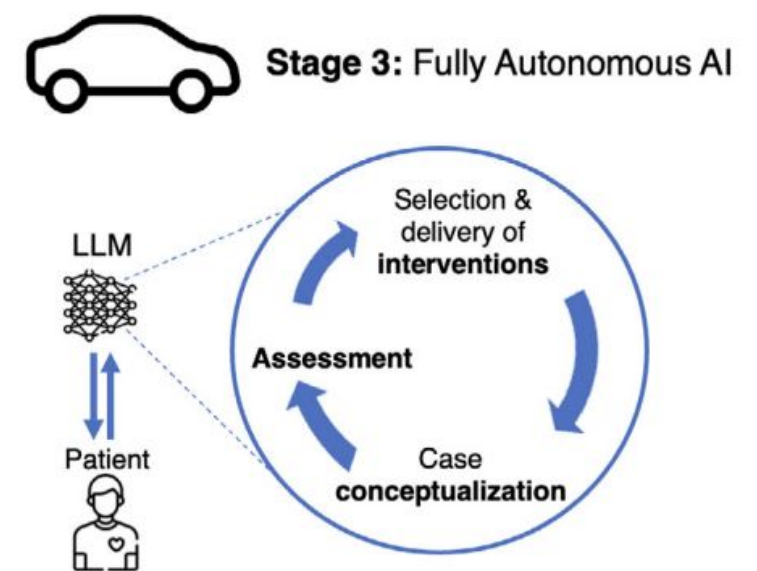 Stage 3: Fully Autonomous AI
LLM
Patient
Selection &
delivery of
interventions
Assessment
Case
conceptualization